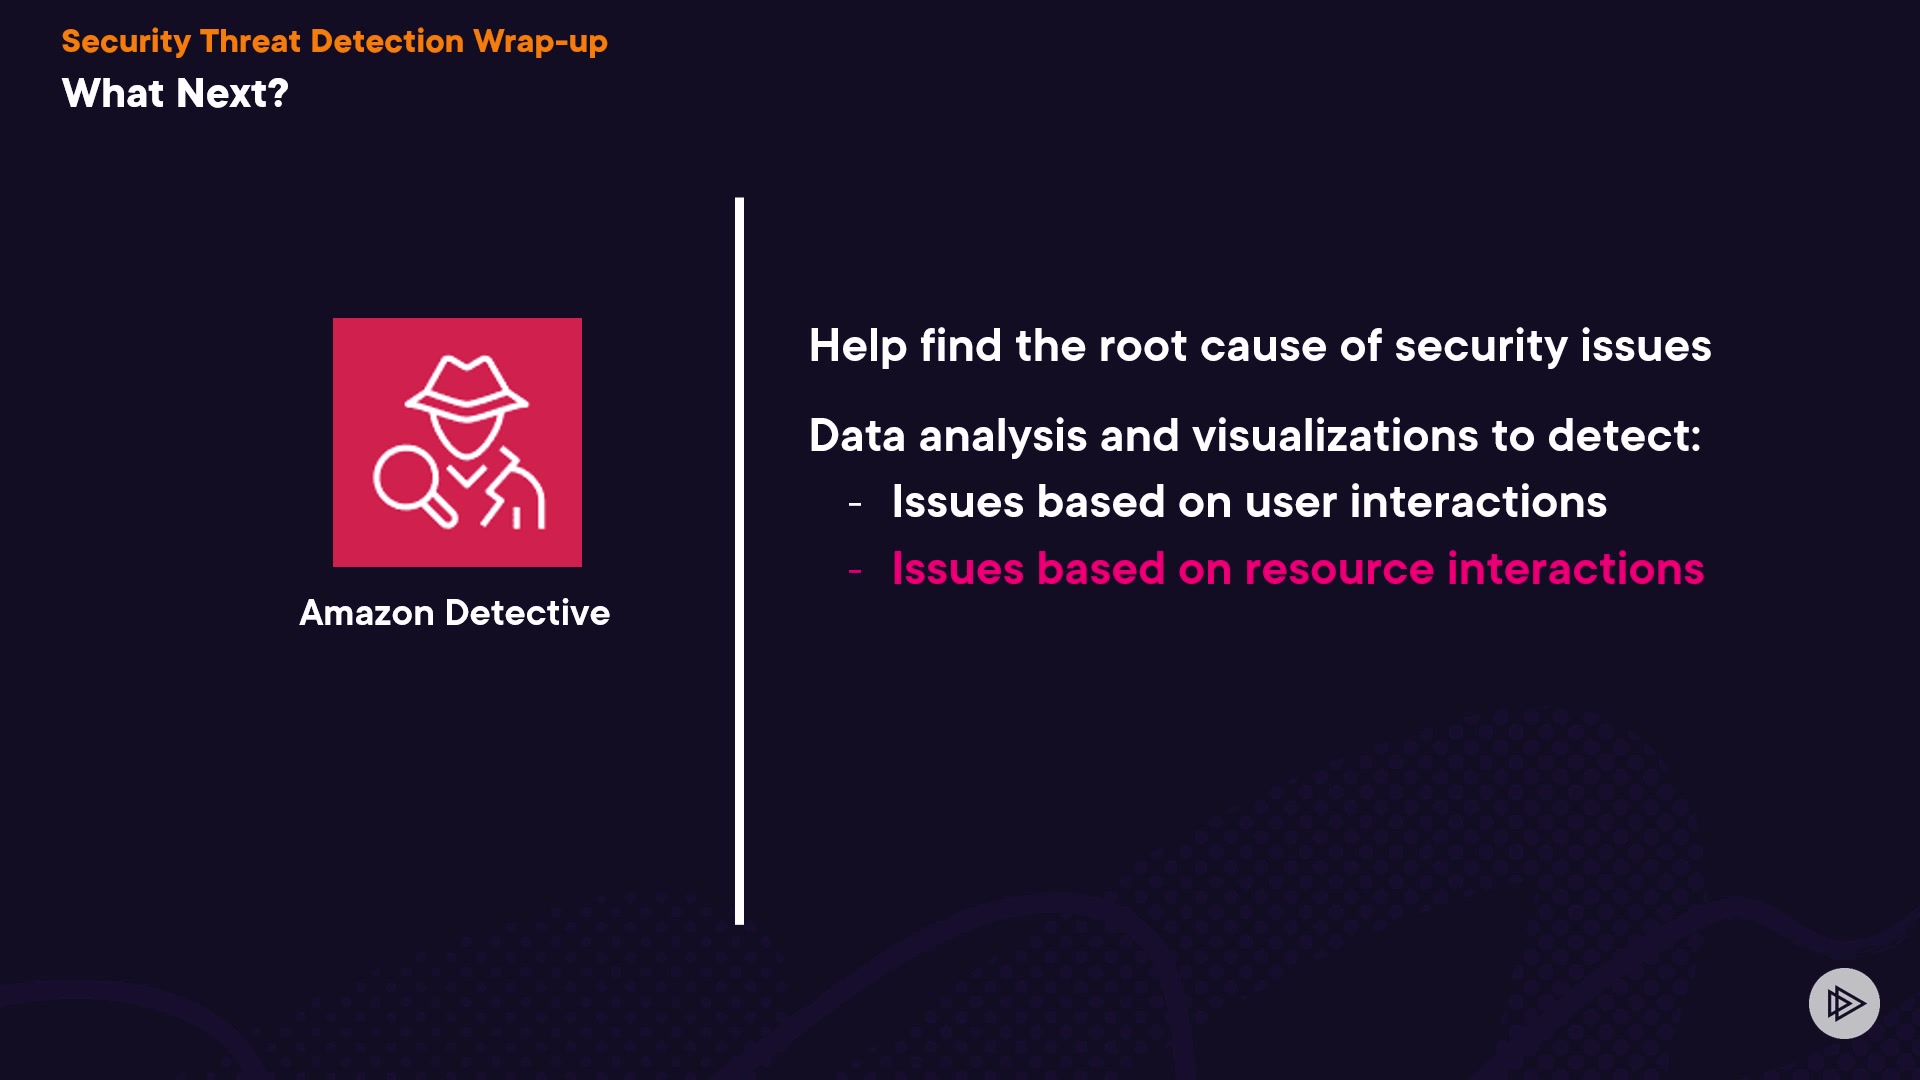 Security Threat Detection Wrap-up
What Next?
Amazon Detective
Help find the root cause of security issues
Data analysis and visualizations to detect:
- Issues based on user interactions
- Issues based on resource interactions